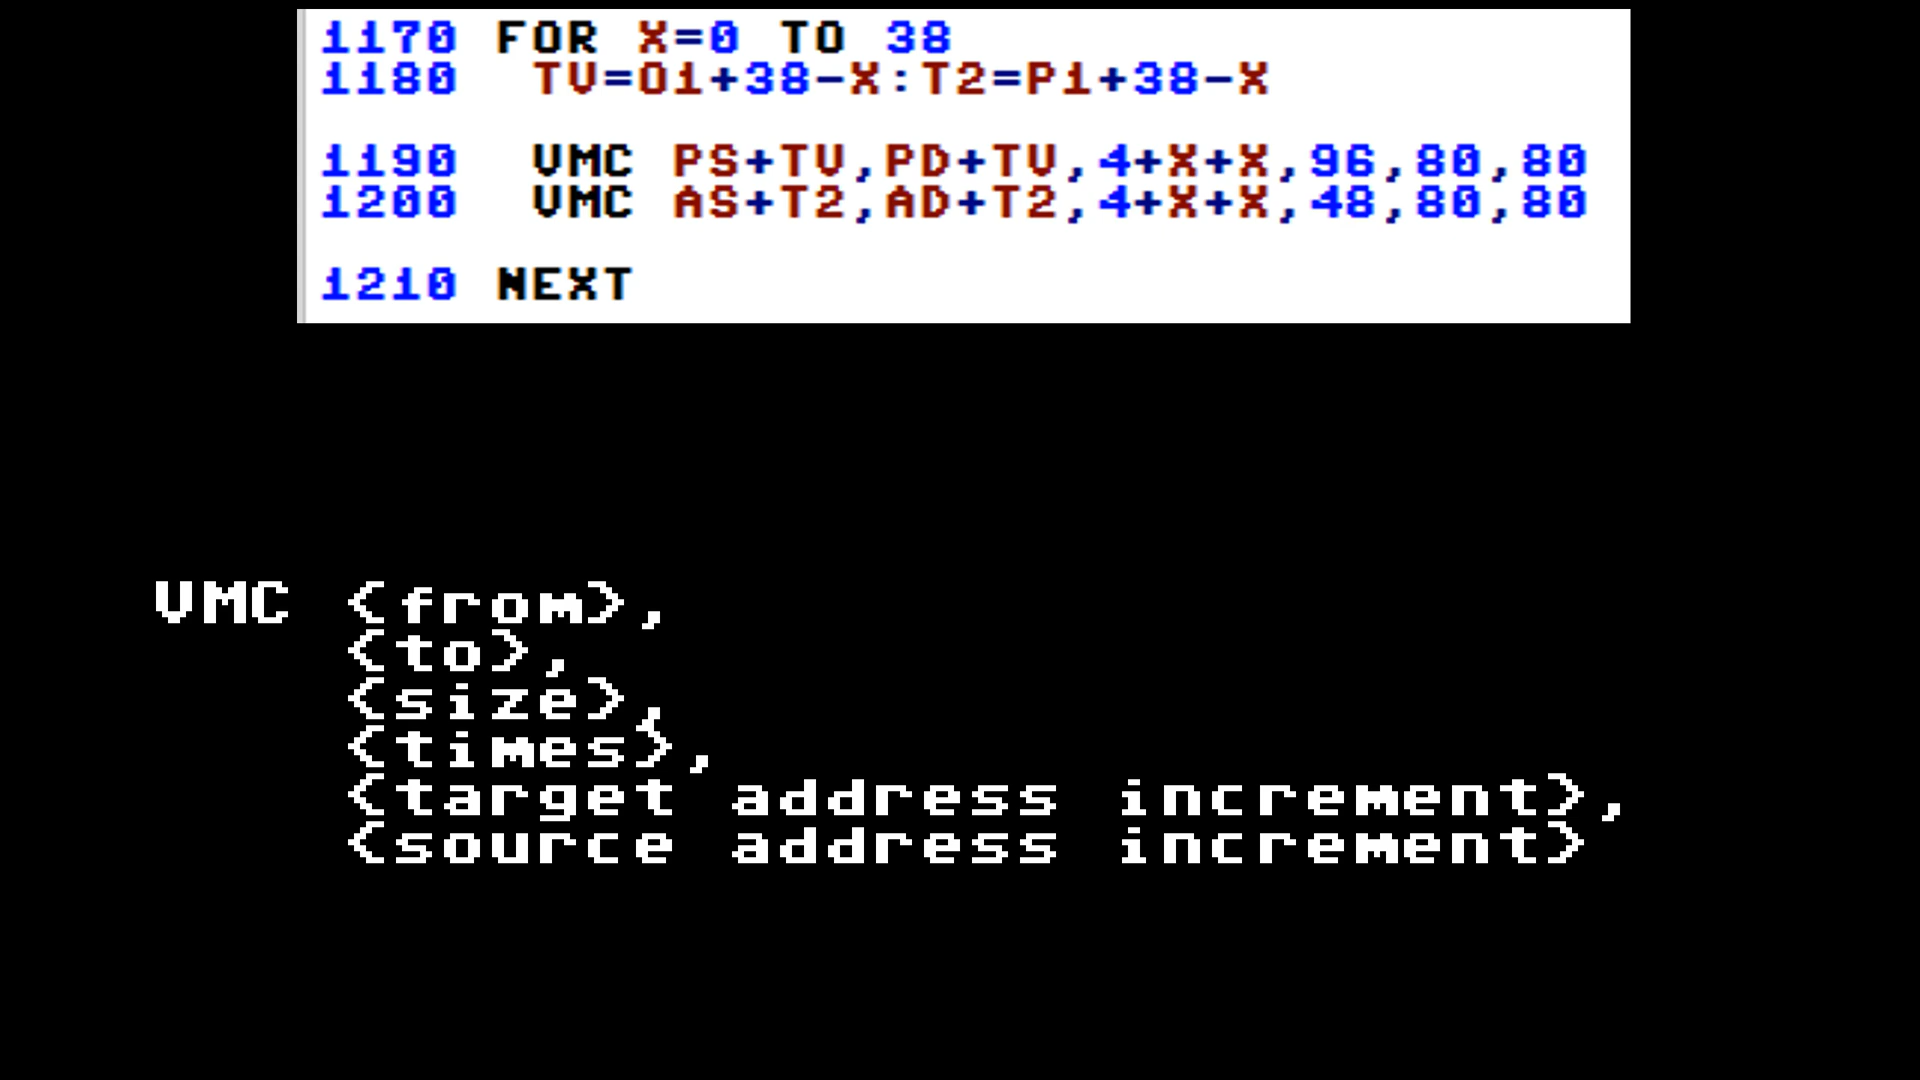 1170 FOR X=0 TO 38
1180 TV=O1+38-X:T2=P1+38-X
1190 VMC PS+TV,PD+TV,4+X+X,96,80,80
1200 VMC AS+T2,AD+T2,4+X+X,48,80,80
1210 NEXT
VMC <from>,
<to>,
<size>,
<times>,
<target address increment>,
<source address increment>